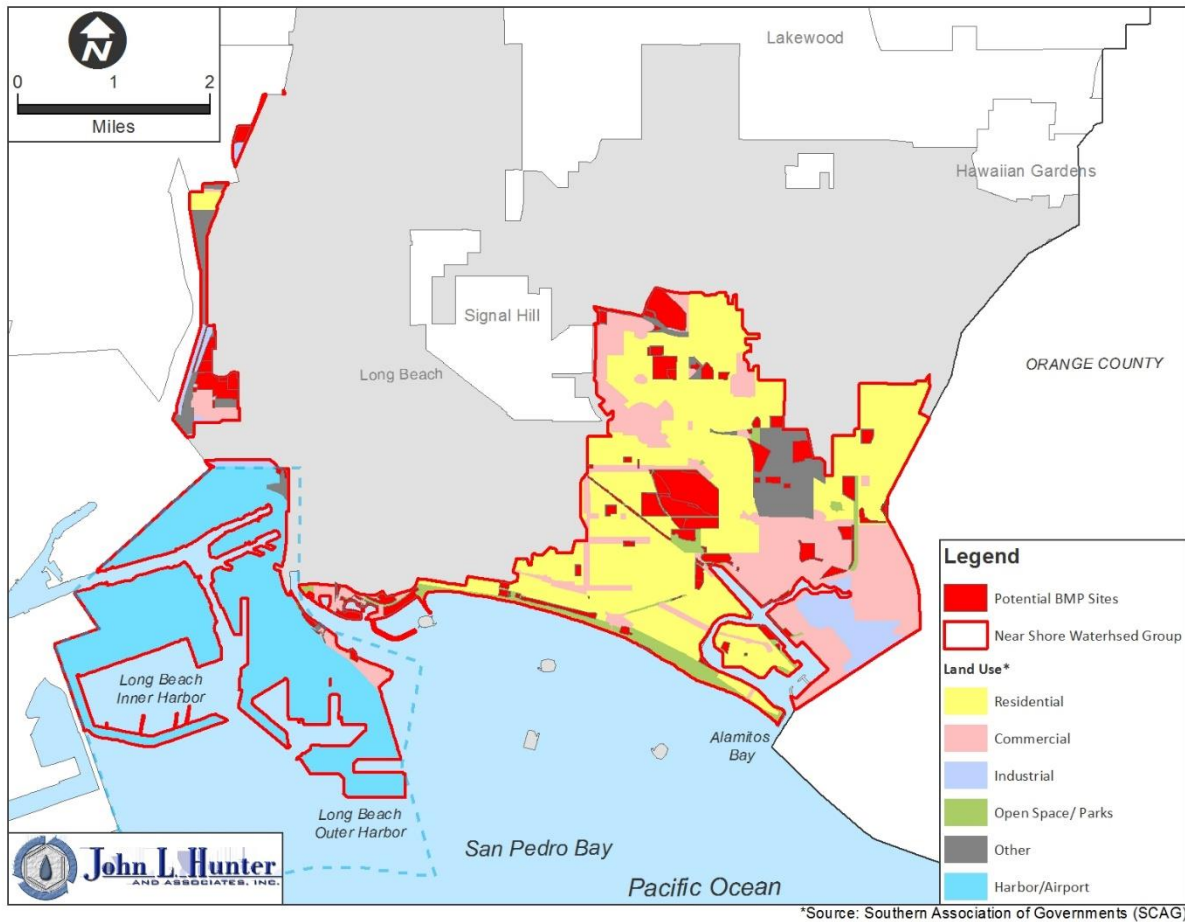 N
0 1 2
Miles
Lakewood
Hawaiian Gardens
Signal Hill
Long Beach
ORANGE COUNTY
Long Beach
Inner Harbor
Long Beach
Outer Harbor
Alamitos
Bay
San Pedro Bay
Pacific Ocean
Legend
Potential BMP Sites
Near Shore Waterhsed Group
Land Use*
Residential
Commercial
Industrial
Open Space/ Parks
Other
Harbor/Airport
John L. Hunter
AND ASSOCIATES, INC.
*Source: Southern Association of Governments (SCAG)